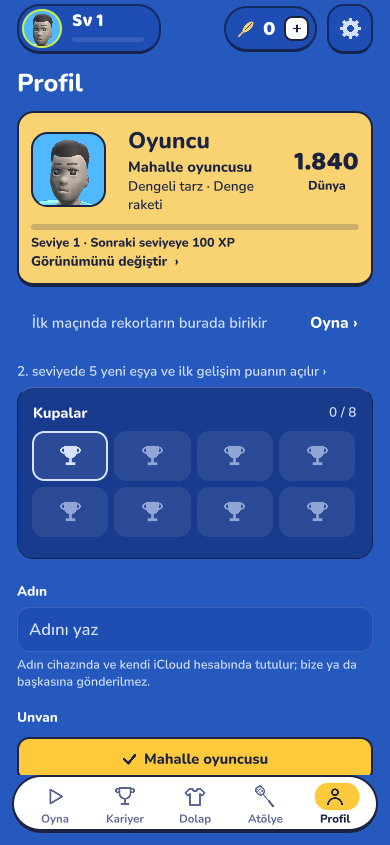 Sv 1
0
+
Profil
Oyuncu
Mahalle oyuncusu
Dengeli tarz · Denge
raketi
1.840
Dünya
Seviye 1 · Sonraki seviyeye 100 XP
Görünümünü değiştir ›
İlk maçında rekorların burada birikir
Oyna ›
2. seviyede 5 yeni eşya ve ilk gelişim puanın açılır ›
Kupalar
0 / 8
Adın
Adını yaz
Adın cihazında ve kendi iCloud hesabında tutulur; bize ya da
başkasına gönderilmez.
Unvan
Mahalle oyuncusu
Oyna
Kariyer
Dolap
Atölye
Profil